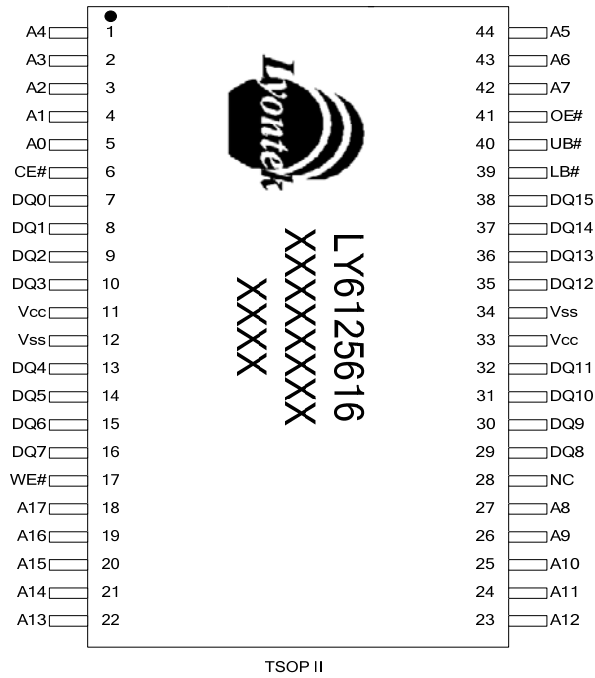 A4 1 44 A5
A3 2 43 A6
A2 3 42 A7
A1 4 41 OE#
A0 5 40 UB#
CE# 6 39 LB#
DQ0 7 38 DQ15
DQ1 8 37 DQ14
DQ2 9 36 DQ13
DQ3 10 35 DQ12
Vcc 11 34 Vss
Vss 12 33 Vcc
DQ4 13 32 DQ11
DQ5 14 31 DQ10
DQ6 15 30 DQ9
DQ7 16 29 DQ8
WE# 17 28 NC
A17 18 27 A8
A16 19 26 A9
A15 20 25 A10
A14 21 24 A11
A13 22 23 A12
Lyontek
LY6125616
XXXXXXXX
XXXX
TSOP II